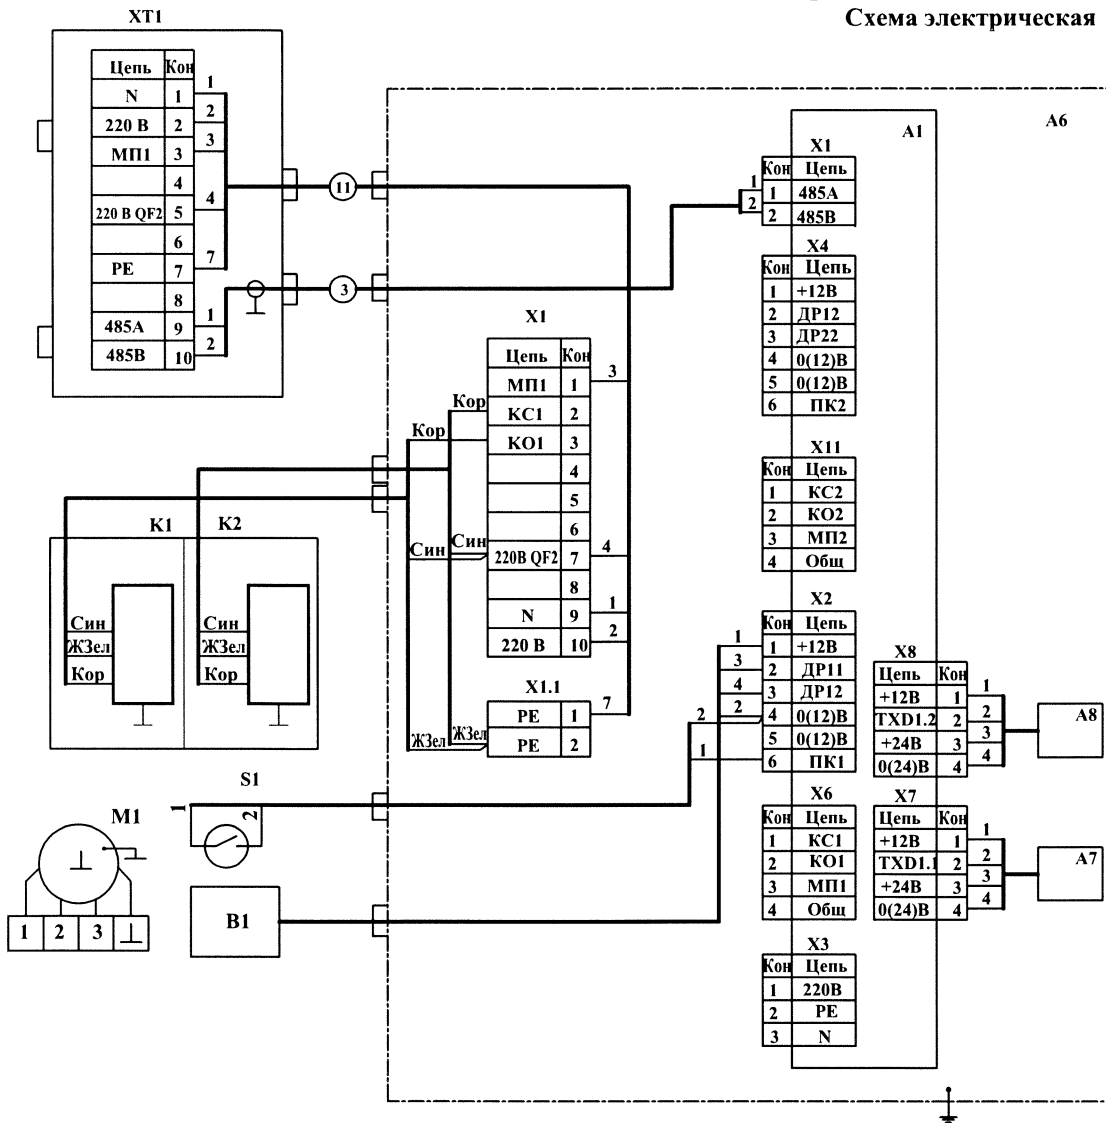 Схема электрическая
XT1
Цепь Кон
N 1
220 В 2
МП1 3
4
220 В QF2 5
6
PE 7
8
485А 9
485В 10
1
2
3
4
7
1
2
11
3
A6
A1
X1
Кон Цепь
1 485А
2 485В
1
2
X4
Кон Цепь
1 +12В
2 ДР12
3 ДР22
4 0(12)В
5 0(12)В
6 ПК2
X11
Кон Цепь
1 КС2
2 КО2
3 МП2
4 Общ
X2
Кон Цепь
1 +12В
2 ДР11
3 ДР12
4 0(12)В
5 0(12)В
6 ПК1
1
3
4
2
2
1
X6
Кон Цепь
1 КС1
2 КО1
3 МП1
4 Общ
X3
Кон Цепь
1 220В
2 PE
3 N
X8
Цепь Кон
+12В 1
TXD1.2 2
+24В 3
0(24)В 4
1
2
3
4
A8
X7
Цепь Кон
+12В 1
TXD1.1 2
+24В 3
0(24)В 4
1
2
3
4
A7
X1
Цепь Кон
МП1 1
КС1 2
КО1 3
4
5
6
220В QF2 7
8
N 9
220 В 10
3
4
1
2
Кор
Кор
Син
Син
X1.1
PE 1
PE 2
7
ЖЗел
ЖЗел
K1
K2
Син
ЖЗел
Кор
Син
ЖЗел
Кор
S1
1
2
M1
1 2 3
B1